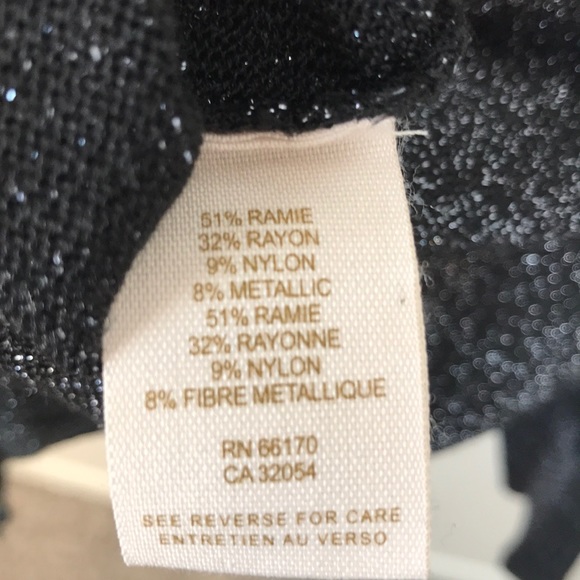 51% RAMIE
32% RAYON
9% NYLON
8% METALLIC
51% RAMIE
32% RAYONNE
9% NYLON
8% FIBRE METALLIQUE
RN 66170
CA 32054
SEE REVERSE FOR CARE
ENTRETIEN AU VERSO